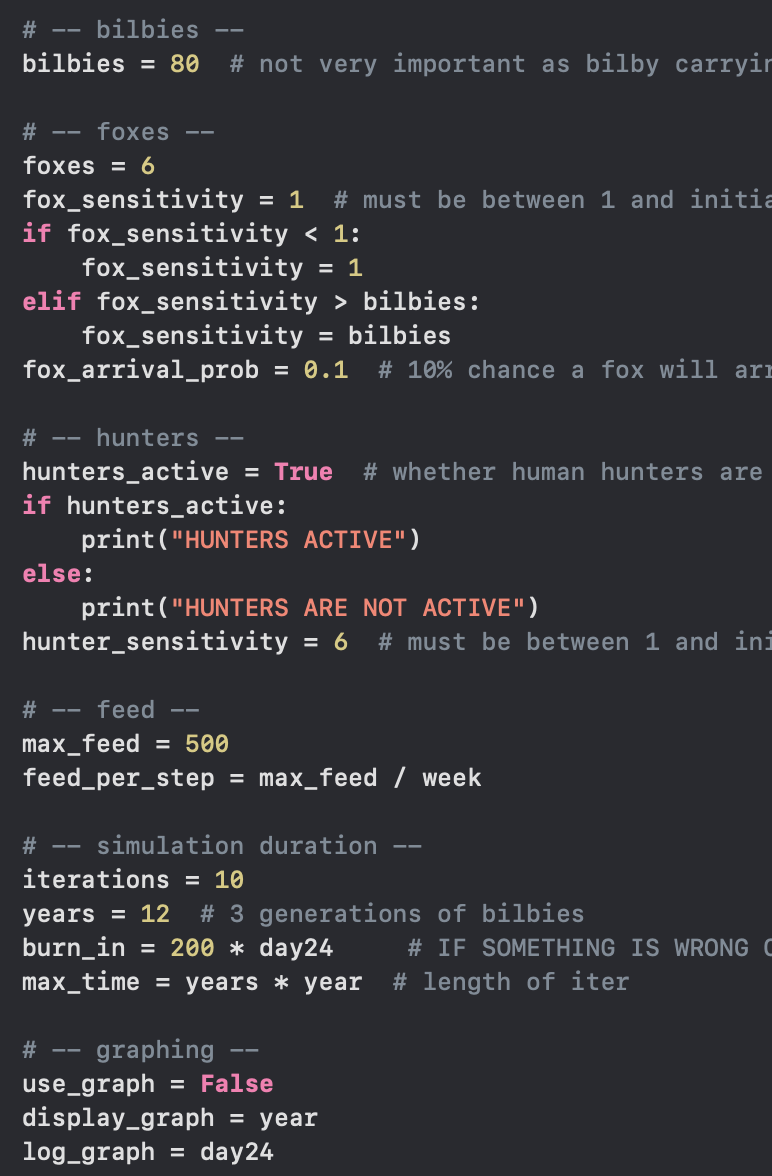 # -- bilbies --
bilbies = 80  # not very important as bilby
# -- foxes --
foxes = 6
fox_sensitivity = 1  # must be between 1 and
if fox_sensitivity < 1:
    fox_sensitivity = 1
elif fox_sensitivity > bilbies:
    fox_sensitivity = bilbies
fox_arrival_prob = 0.1  # 10% chance a fox will
# -- hunters --
hunters_active = True  # whether human hunters are
if hunters_active:
    print("HUNTERS ACTIVE")
else:
    print("HUNTERS ARE NOT ACTIVE")
hunter_sensitivity = 6  # must be between 1 and
# -- feed --
max_feed = 500
feed_per_step = max_feed / week
# -- simulation duration --
iterations = 10
years = 12  # 3 generations of bilbies
burn_in = 200 * day24     # IF SOMETHING IS WRONG
max_time = years * year  # length of iter
# -- graphing --
use_graph = False
display_graph = year
log_graph = day24